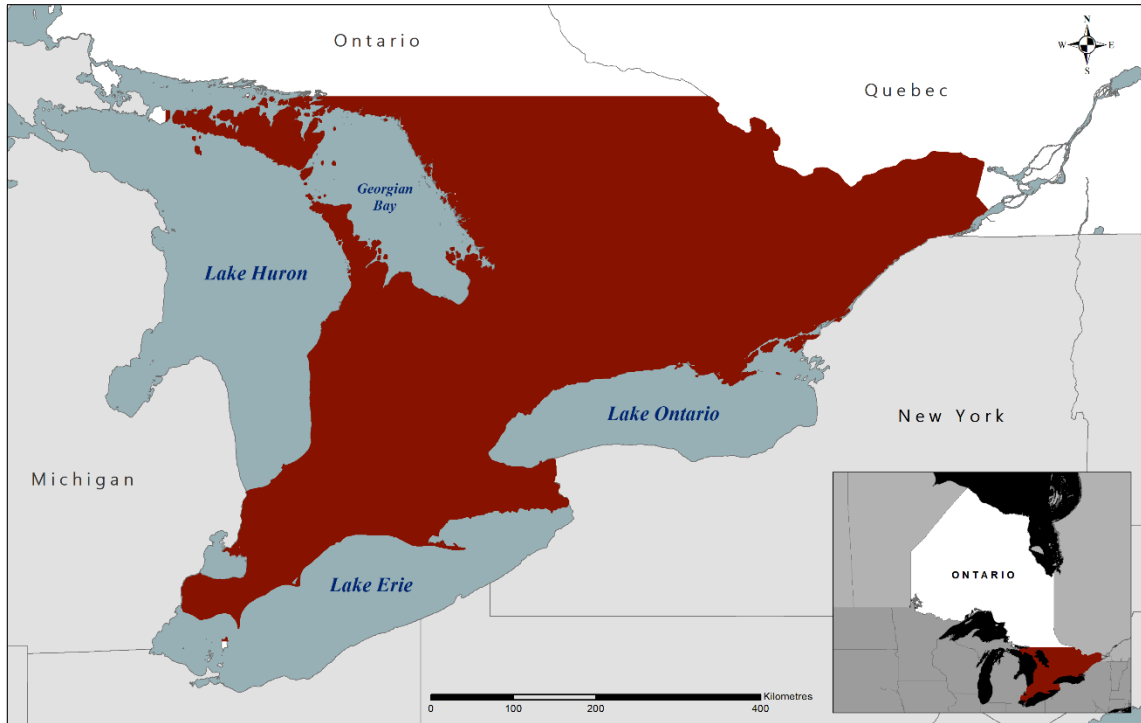 Ontario
N
W E
S
Quebec
Georgian
Bay
Lake Huron
Lake Ontario
New York
Michigan
Lake Erie
ONTARIO
Kilometres
0 100 200 400